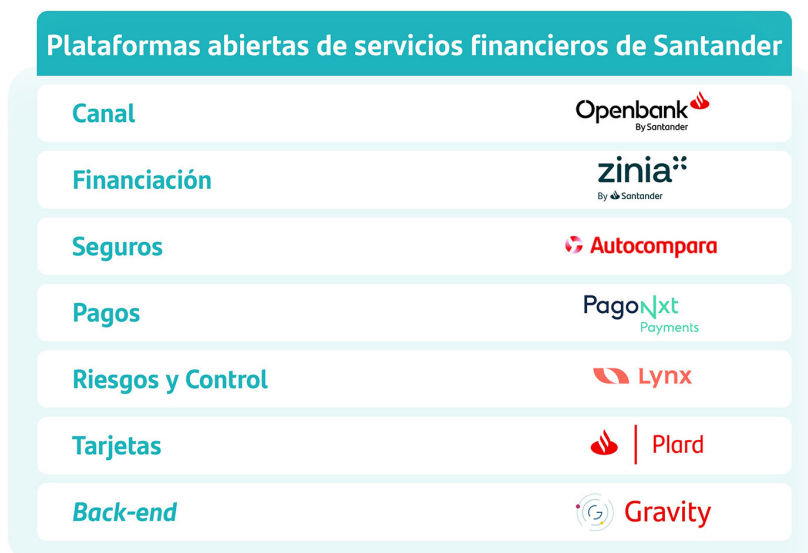 Plataformas abiertas de servicios financieros de Santander
Canal
Openbank
By Santander
Financiación
zinia
By Santander
Seguros
Autocompara
Pagos
PagoNxt
Payments
Riesgos y Control
Lynx
Tarjetas
Plard
Back-end
G Gravity